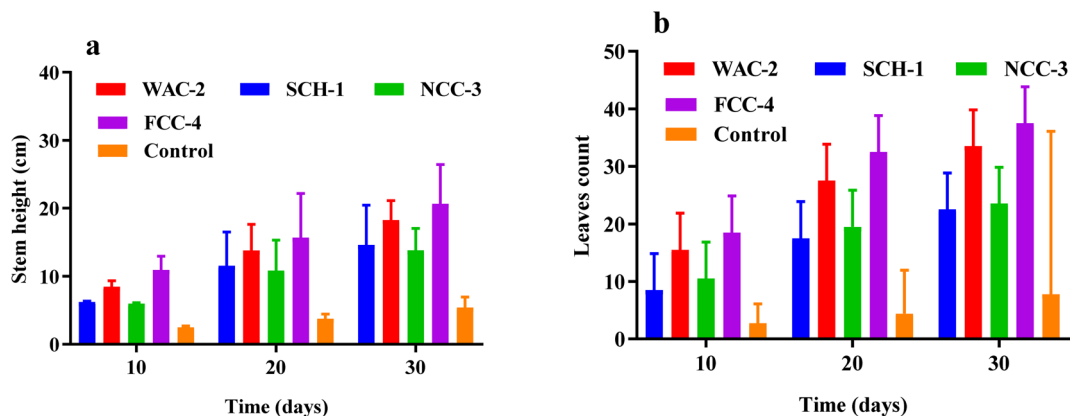 a
Stem height (cm)
40
30
20
10
0
WAC-2 SCH-1 NCC-3
FCC-4
Control
10 20 30
Time (days)
b
Leaves count
50
40
30
20
10
0
WAC-2 SCH-1 NCC-3
FCC-4
Control
10 20 30
Time (days)